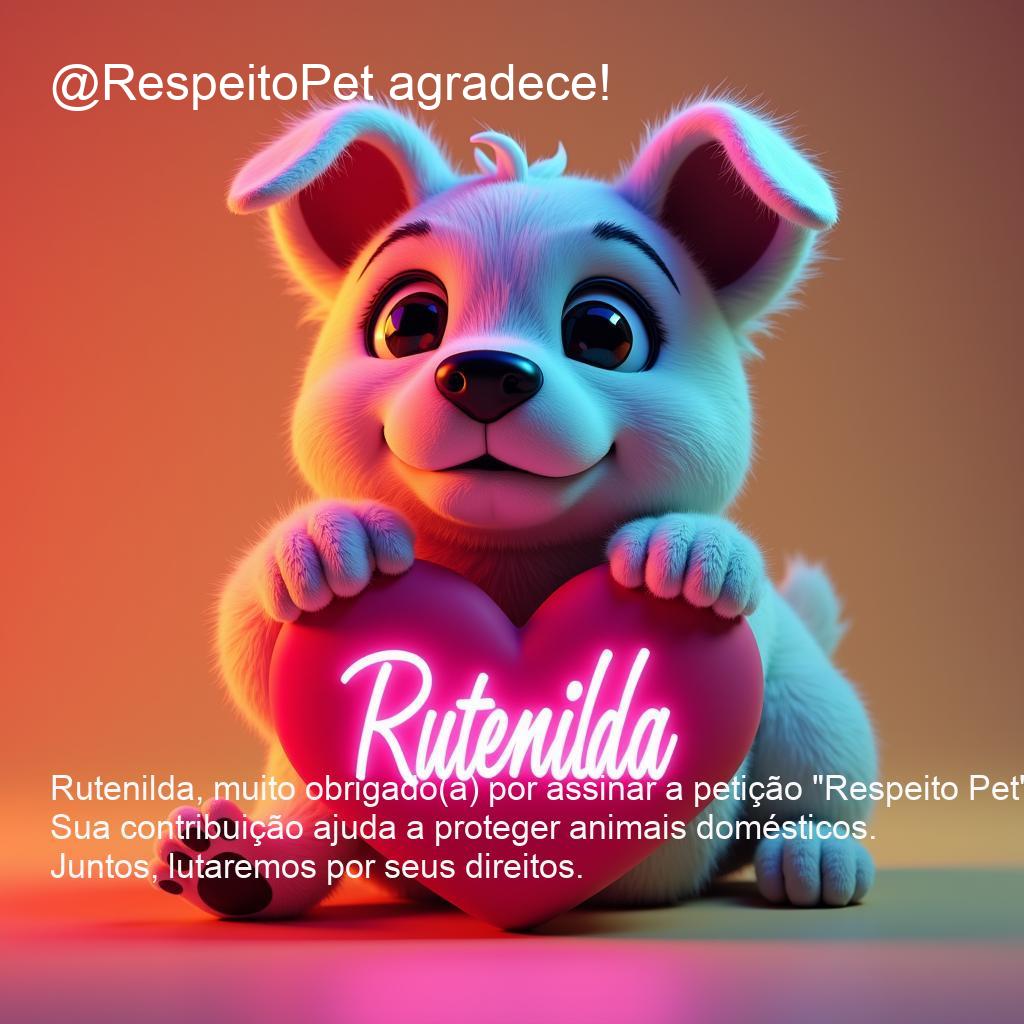 @RespeitoPet agradece!
Rutenilda
Rutenilda, muito obrigado(a) por assinar a petição "Respeito Pet"
Sua contribuição ajuda a proteger animais domésticos.
Juntos, lutaremos por seus direitos.